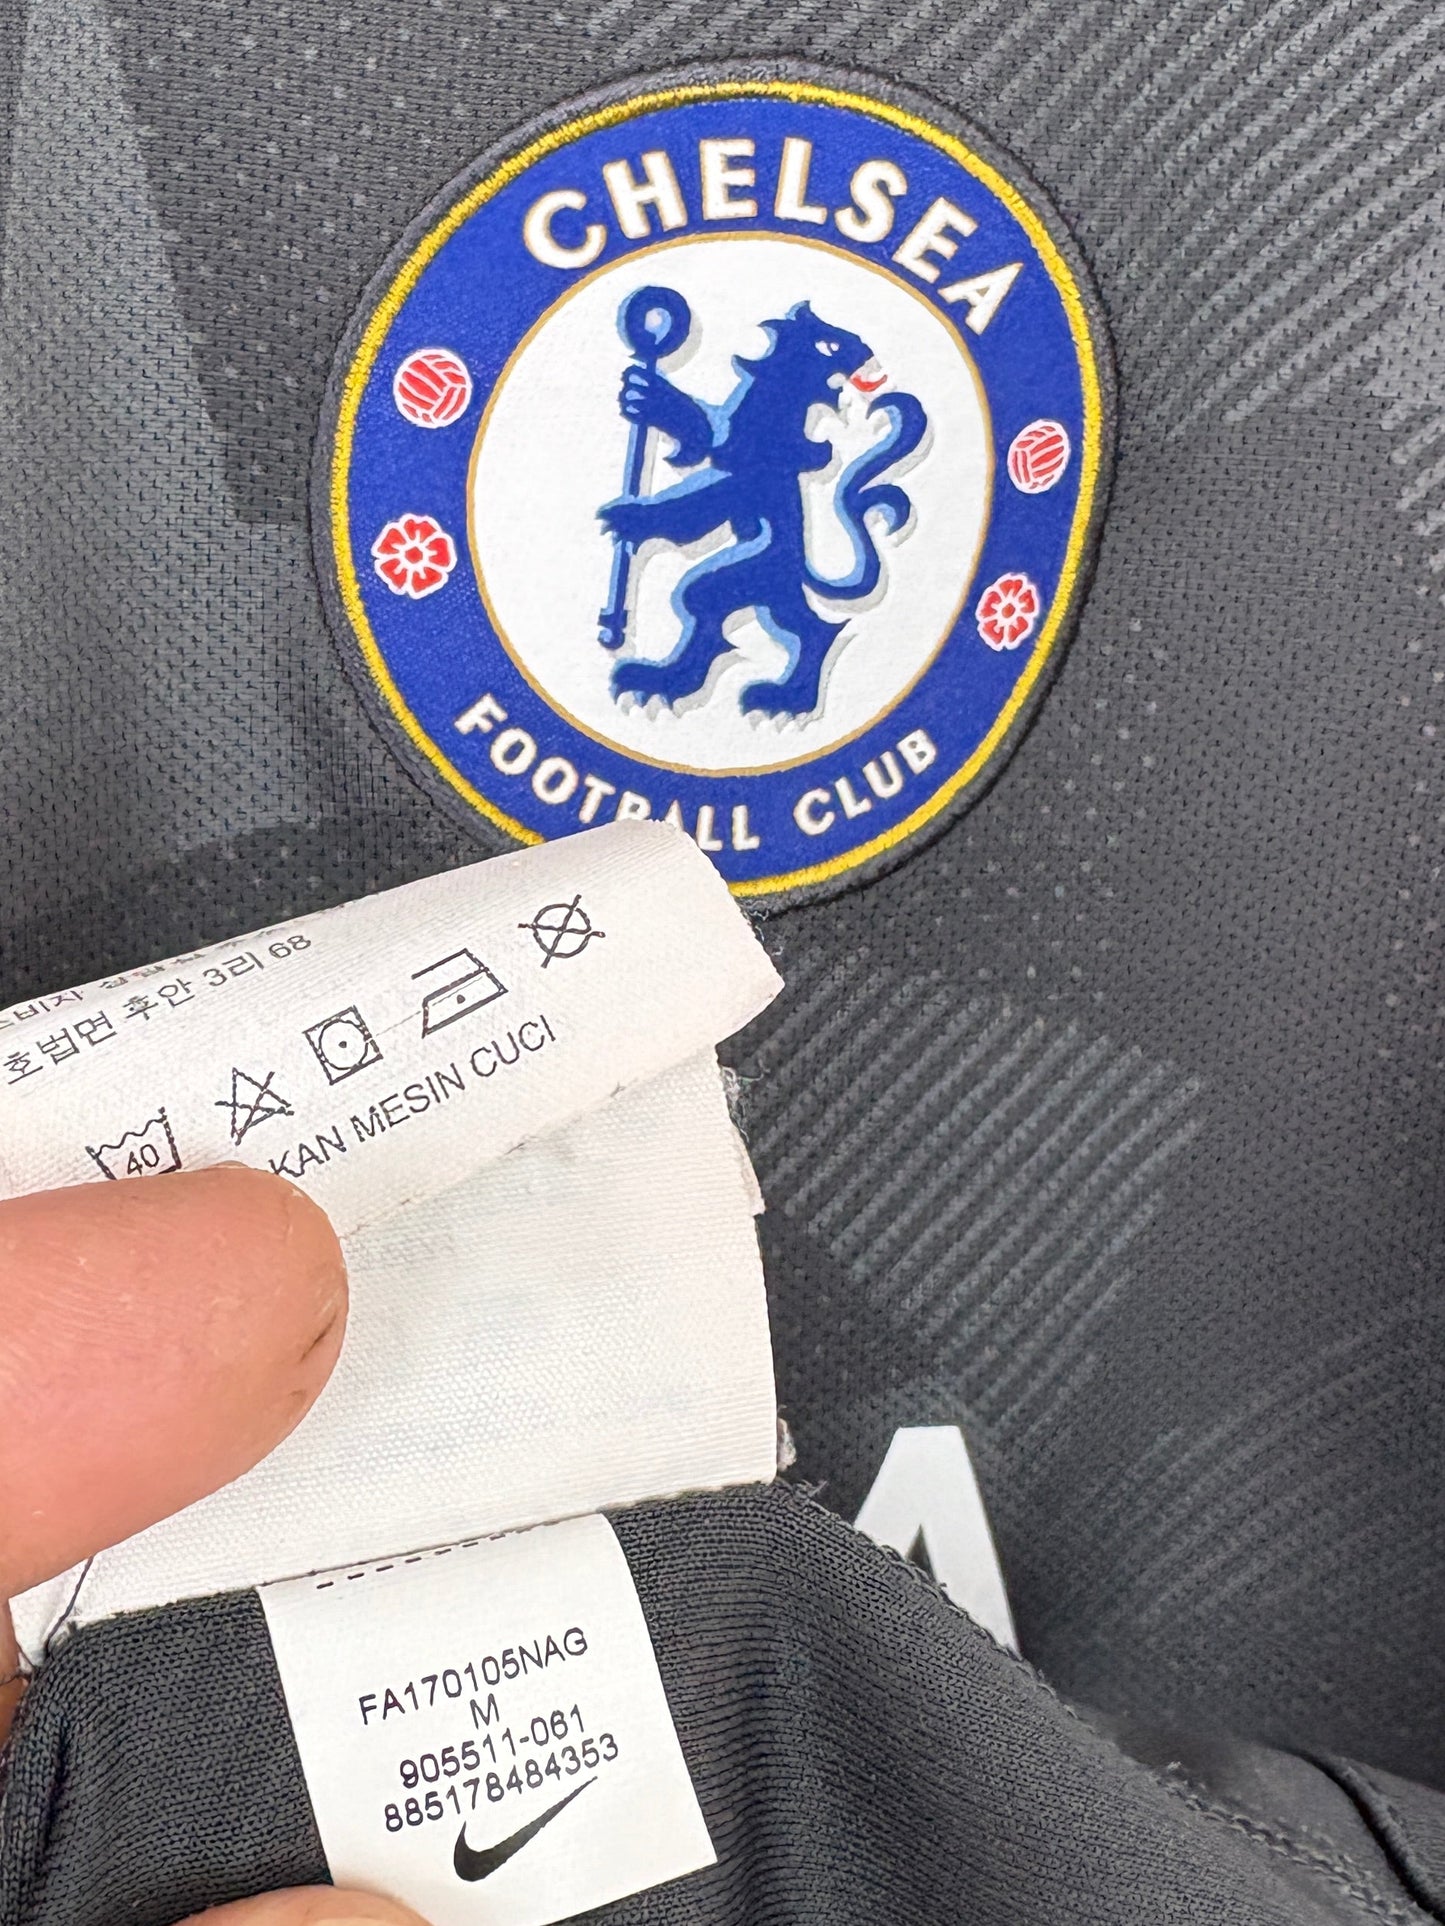 CHELSEA
FOOTBALL CLUB
호법면 후안 3리 68
40
KAN MESIN CUCI
FA170105NAG
M
905511-061
885178484353